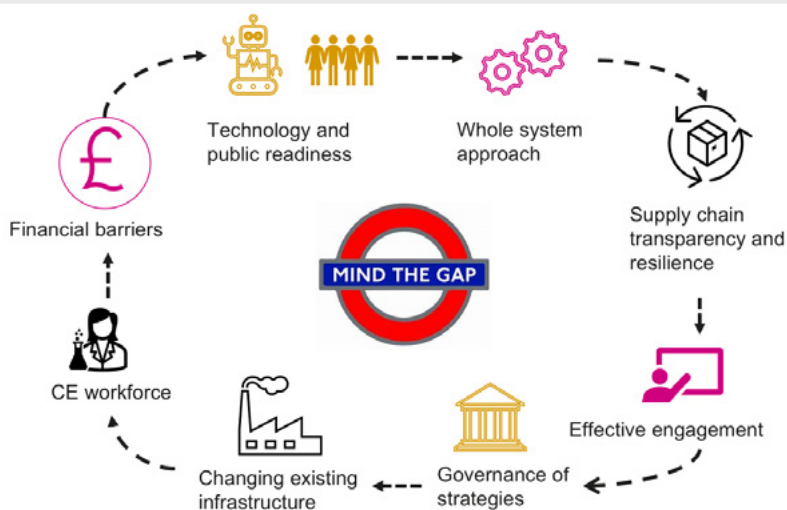 Technology and
public readiness
Whole system
approach
Supply chain
transparency and
resilience
Effective engagement
Governance of
strategies
Changing existing
infrastructure
CE workforce
£
Financial barriers
MIND THE GAP